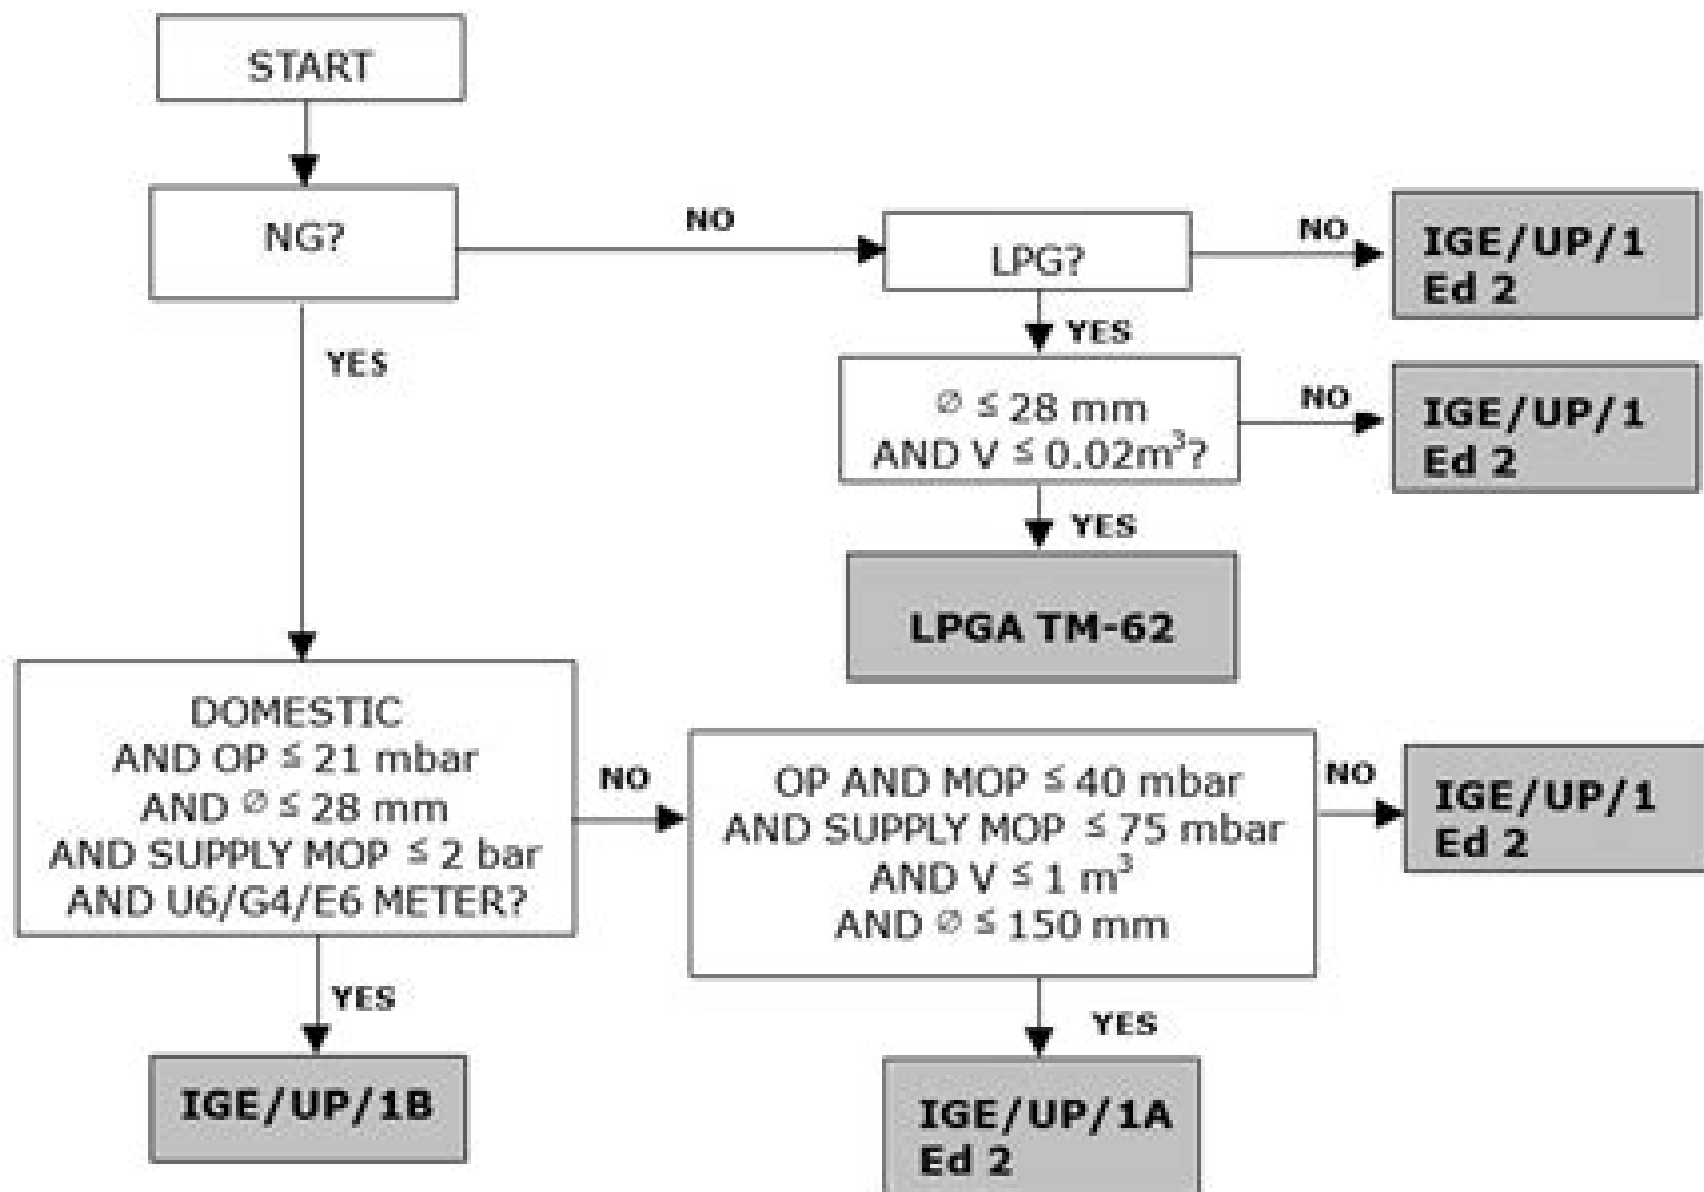 START
NG?
NO
LPG?
NO
IGE/UP/1
Ed 2
YES
YES
∅ ≤ 28 mm
AND V ≤ 0.02m³?
NO
IGE/UP/1
Ed 2
YES
LPGA TM-62
DOMESTIC
AND OP ≤ 21 mbar
AND ∅ ≤ 28 mm
AND SUPPLY MOP ≤ 2 bar
AND U6/G4/E6 METER?
NO
OP AND MOP ≤ 40 mbar
AND SUPPLY MOP ≤ 75 mbar
AND V ≤ 1 m³
AND ∅ ≤ 150 mm
NO
IGE/UP/1
Ed 2
YES
IGE/UP/1B
YES
IGE/UP/1A
Ed 2